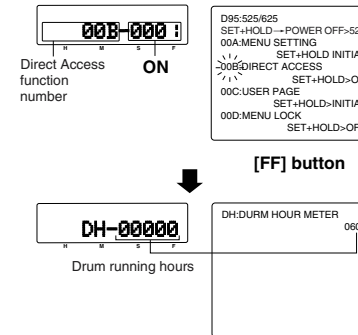 00B-0001
H M S F
Direct Access
function
number
ON
D95:525/625
SET+HOLD→POWER OFF>52
00A:MENU SETTING
SET+HOLD INITIA
00B:DIRECT ACCESS
SET+HOLD>O
00C:USER PAGE
SET+HOLD>INITIA
00D:MENU LOCK
SET+HOLD>OF
[FF] button
DH-00000
H M S F
Drum running hours
DH:DURM HOUR METER
060